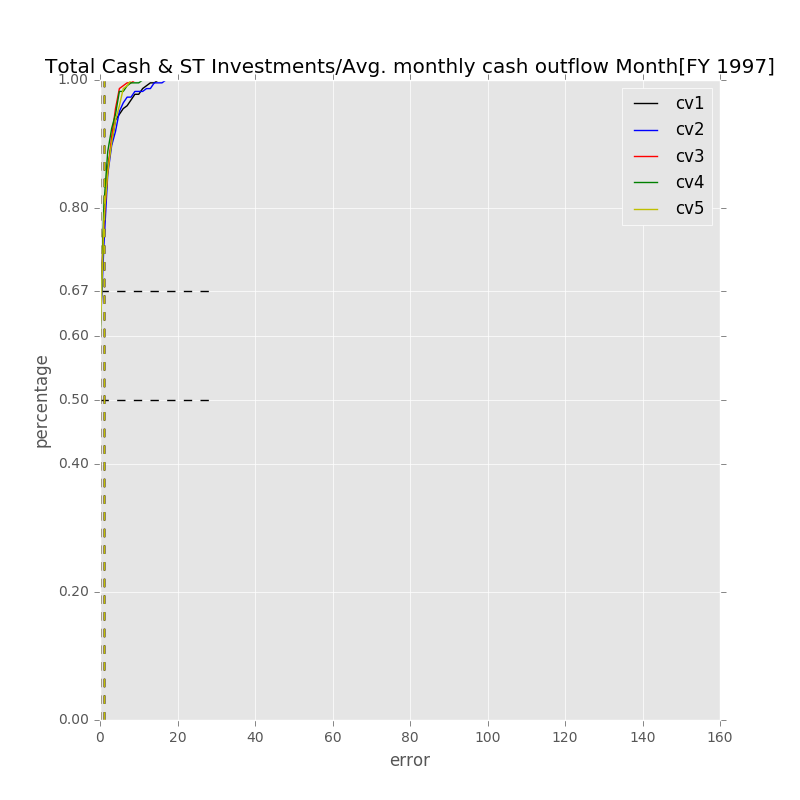 Total Cash & ST Investments/Avg. monthly cash outflow Month[FY 1997]
1.00
0.80
0.67
0.60
0.50
0.40
0.20
0.00
percentage
cv1
cv2
cv3
cv4
cv5
0 20 40 60 80 100 120 140 160
error